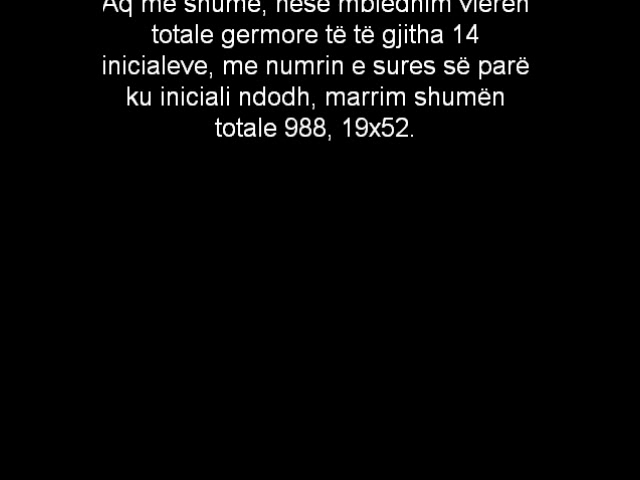 Aq më shumë, nëse mbledhim vlerën
totale germore të të gjitha 14
inicialeve, me numrin e sures së parë
ku iniciali ndodh, marrim shumën
totale 988, 19x52.